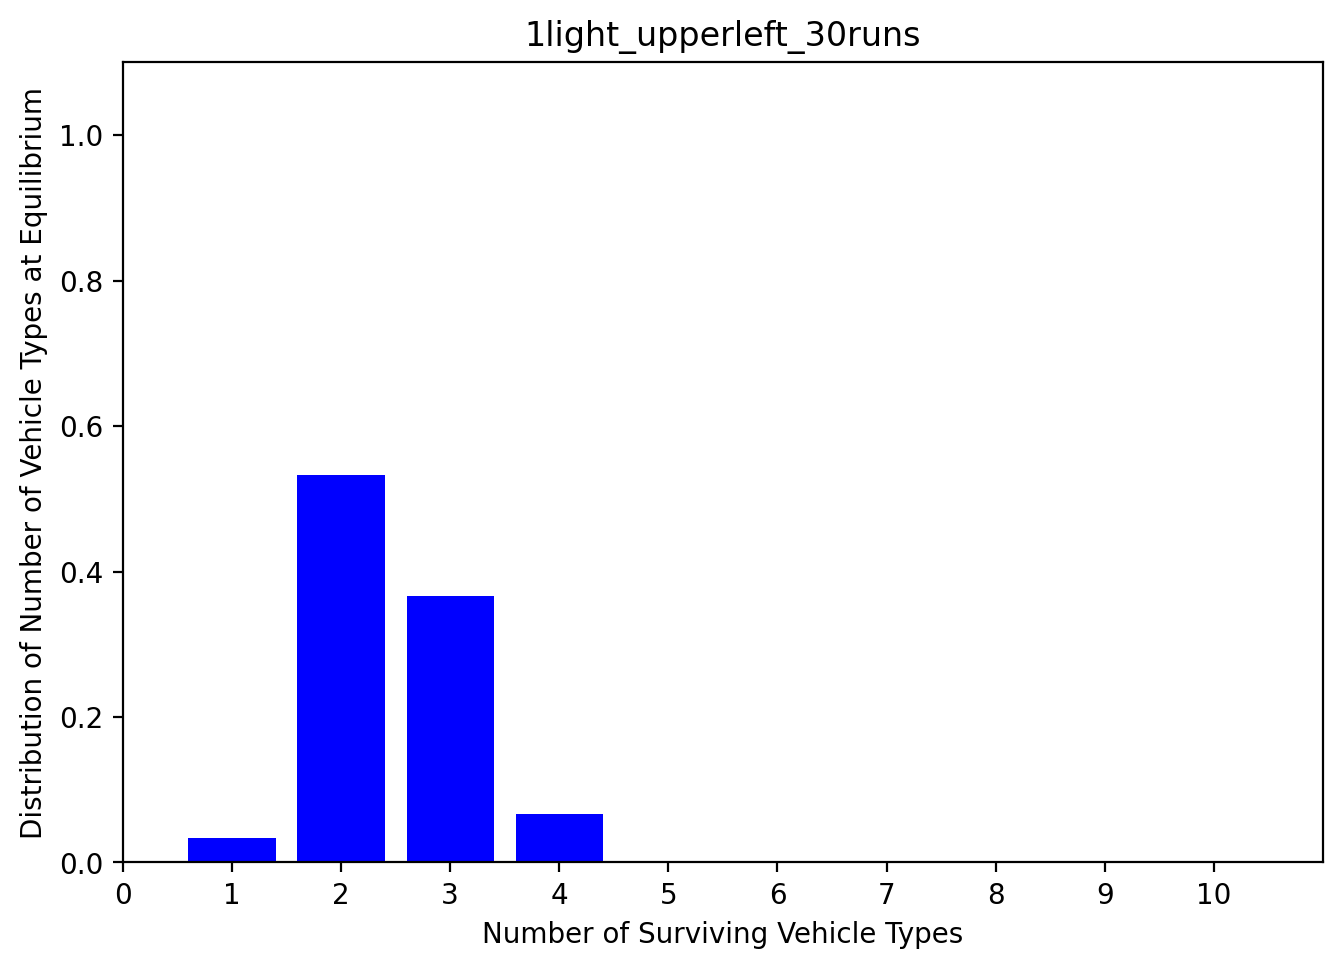 1light_upperleft_30runs
Distribution of Number of Vehicle Types at Equilibrium
1.0
0.8
0.6
0.4
0.2
0.0
0 1 2 3 4 5 6 7 8 9 10
Number of Surviving Vehicle Types